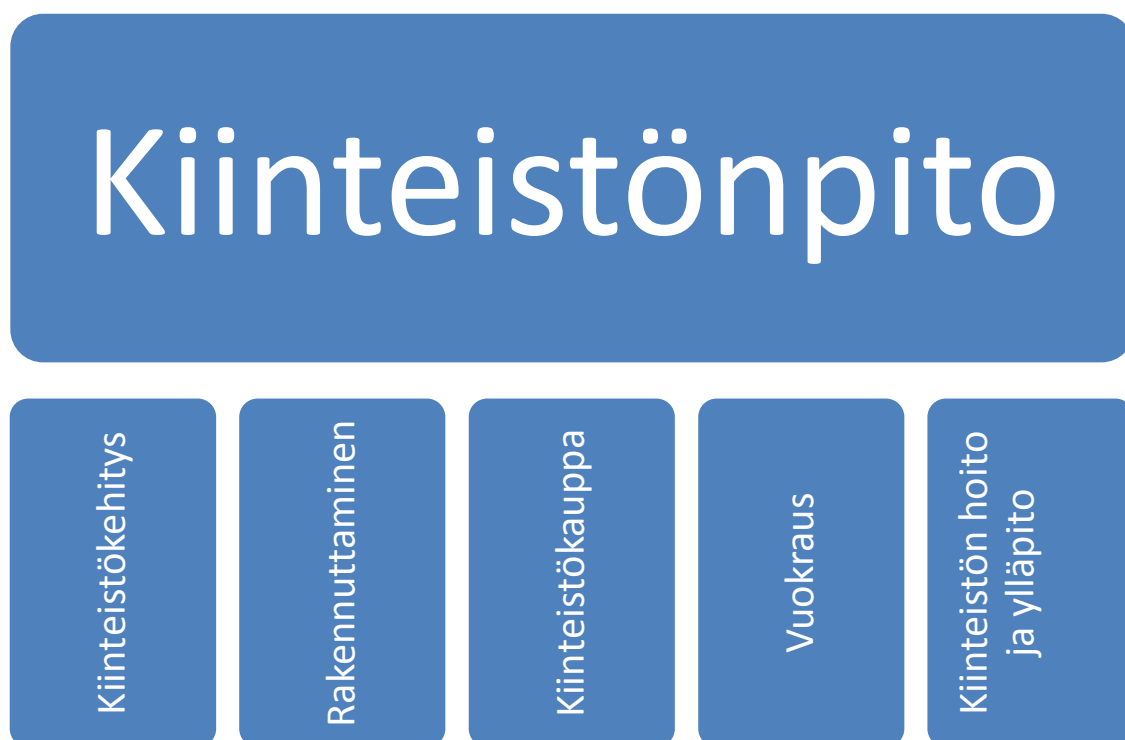 Kiinteistönpito
Kiinteistökehitys
Rakennuttaminen
Kiinteistökauppa
Vuokraus
Kiinteistön hoito
ja ylläpito